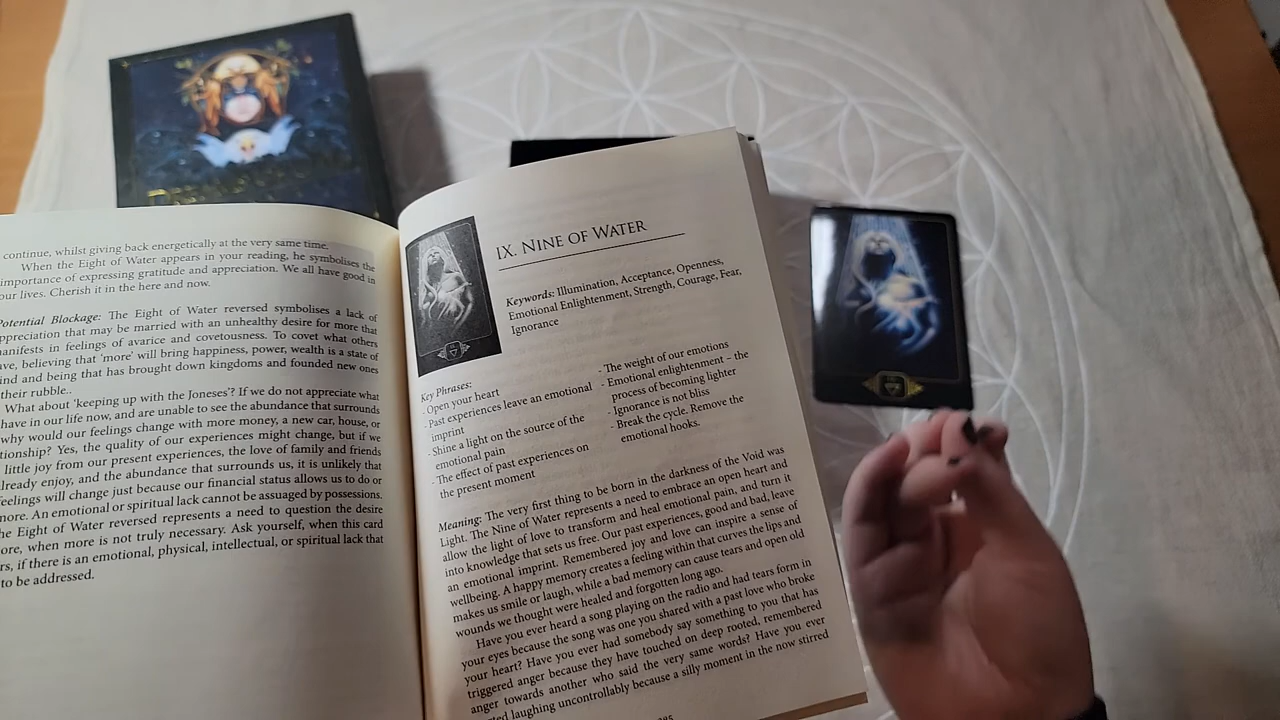 continue, whilst giving back energetically at the very same time.
When the Eight of Water appears in your reading, he symbolises the
importance of expressing gratitude and appreciation. We all have good in
our lives. Cherish it in the here and now.
Potential Blockage: The Eight of Water reversed symbolises a lack of
appreciation that may be married with an unhealthy desire for more that
manifests in feelings of avarice and covetousness. To covet what others
have, believing that 'more' will bring happiness, power, wealth is a state of
mind and being that has brought down kingdoms and founded new ones
their rubble..
What about 'keeping up with the Joneses'? If we do not appreciate what
have in our life now, and are unable to see the abundance that surrounds
why would our feelings change with more money, a new car, house, or
tionship? Yes, the quality of our experiences might change, but if we
little joy from our present experiences, the love of family and friends
already enjoy, and the abundance that surrounds us, it is unlikely that
feelings will change just because our financial status allows us to do or
more. An emotional or spiritual lack cannot be assuaged by possessions.
he Eight of Water reversed represents a need to question the desire
ore, when more is not truly necessary. Ask yourself, when this card
rs, if there is an emotional, physical, intellectual, or spiritual lack that
to be addressed.
IX. NINE OF WATER
Keywords: Illumination, Acceptance, Openness,
Emotional Enlightenment, Strength, Courage, Fear,
Ignorance
Key Phrases:
- Open your heart
- Past experiences leave an emotional
imprint
- Shine a light on the source of the
emotional pain
- The effect of past experiences on
the present moment
- The weight of our emotions
- Emotional enlightenment – the
process of becoming lighter
- Ignorance is not bliss
- Break the cycle. Remove the
emotional hooks.
Meaning: The very first thing to be born in the darkness of the Void was
Light. The Nine of Water represents a need to embrace an open heart and
allow the light of love to transform and heal emotional pain, and turn it
into knowledge that sets us free. Our past experiences, good and bad, leave
an emotional imprint. Remembered joy and love can inspire a sense of
wellbeing. A happy memory creates a feeling within that curves the lips and
makes us smile or laugh, while a bad memory can cause tears and open old
wounds we thought were healed and forgotten long ago.
Have you ever heard a song playing on the radio and had tears form in
your eyes because the song was one you shared with a past love who broke
your heart? Have you ever had somebody say something to you that has
triggered anger because they have touched on deep rooted, remembered
anger towards another who said the very same words? Have you ever
ted laughing uncontrollably because a silly moment in the now stirred